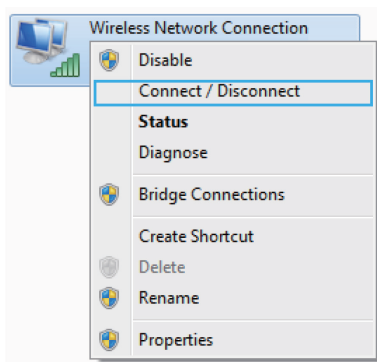 Wireless Network Connection
Disable
Connect / Disconnect
Status
Diagnose
Bridge Connections
Create Shortcut
Delete
Rename
Properties